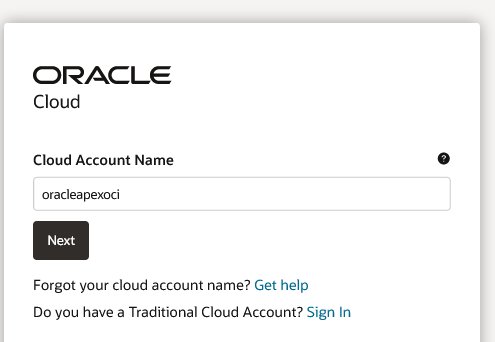 ORACLE
Cloud
Cloud Account Name ?
oracleapexoci
Next
Forgot your cloud account name? Get help
Do you have a Traditional Cloud Account? Sign In